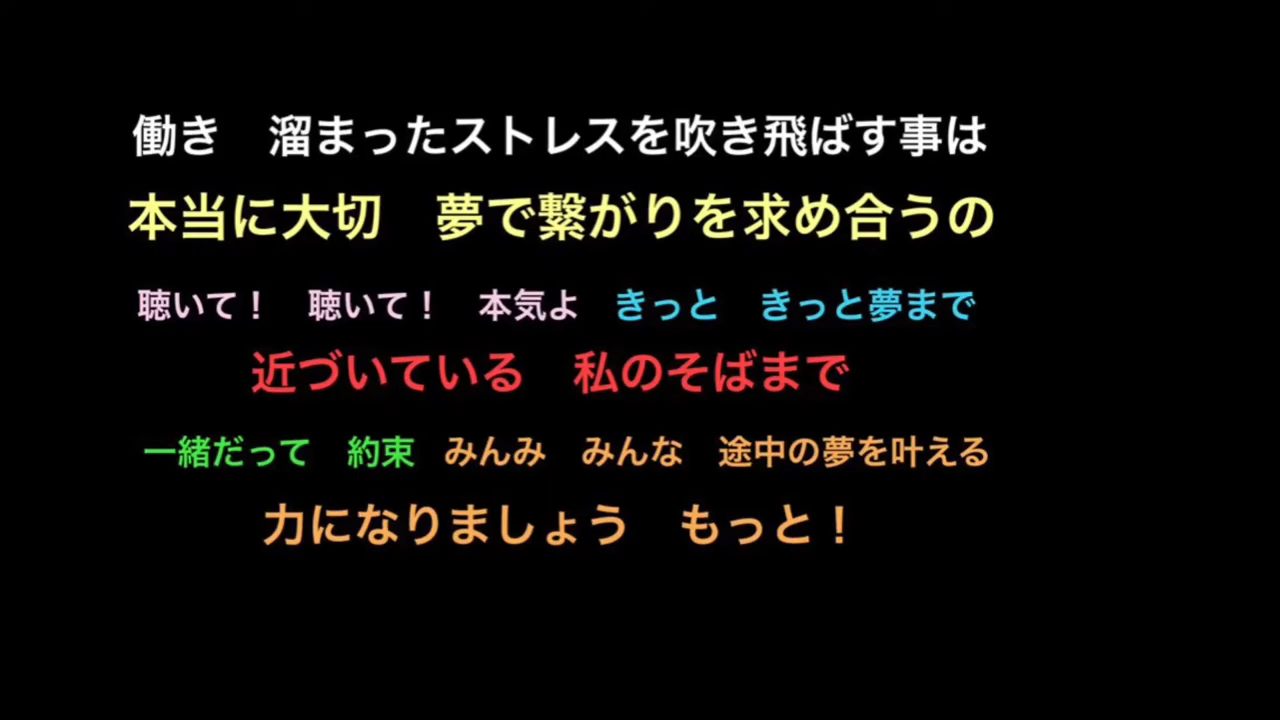 働き　溜まったストレスを吹き飛ばす事は
本当に大切　夢で繋がりを求め合うの
聴いて！　聴いて！　本気よ　きっと　きっと夢まで
近づいている　私のそばまで
一緒だって　約束　みんみ　みんな　途中の夢を叶える
力になりましょう　もっと！